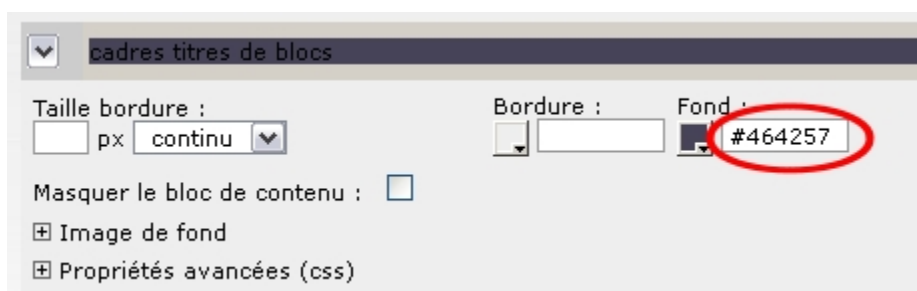 cadres titres de blocs
Taille bordure : Bordure : Fond :
px continu #464257
Masquer le bloc de contenu :
Image de fond
Propriétés avancées (css)